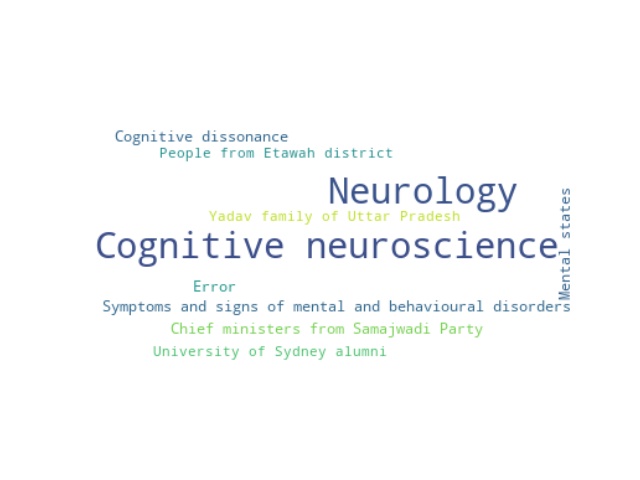 Cognitive dissonance
People from Etawah district
Neurology
Mental states
Yadav family of Uttar Pradesh
Cognitive neuroscience
Error
Symptoms and signs of mental and behavioural disorders
Chief ministers from Samajwadi Party
University of Sydney alumni